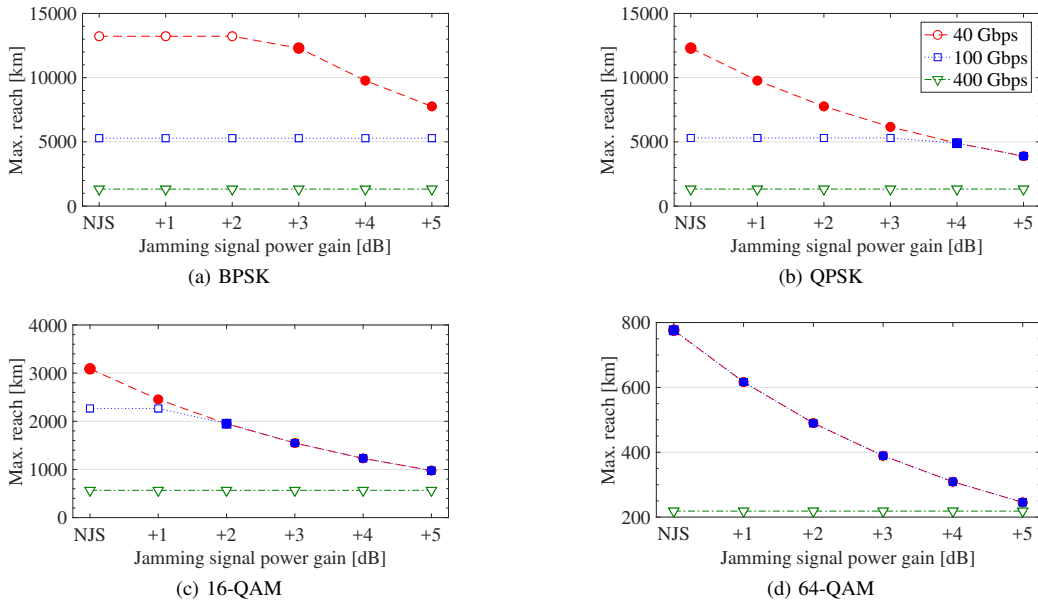 15000
10000
5000
0
Max. reach [km]
NJS +1 +2 +3 +4 +5
Jamming signal power gain [dB]
(a) BPSK
15000
10000
5000
0
Max. reach [km]
40 Gbps
100 Gbps
400 Gbps
NJS +1 +2 +3 +4 +5
Jamming signal power gain [dB]
(b) QPSK
4000
3000
2000
1000
0
Max. reach [km]
NJS +1 +2 +3 +4 +5
Jamming signal power gain [dB]
(c) 16-QAM
800
600
400
200
Max. reach [km]
NJS +1 +2 +3 +4 +5
Jamming signal power gain [dB]
(d) 64-QAM